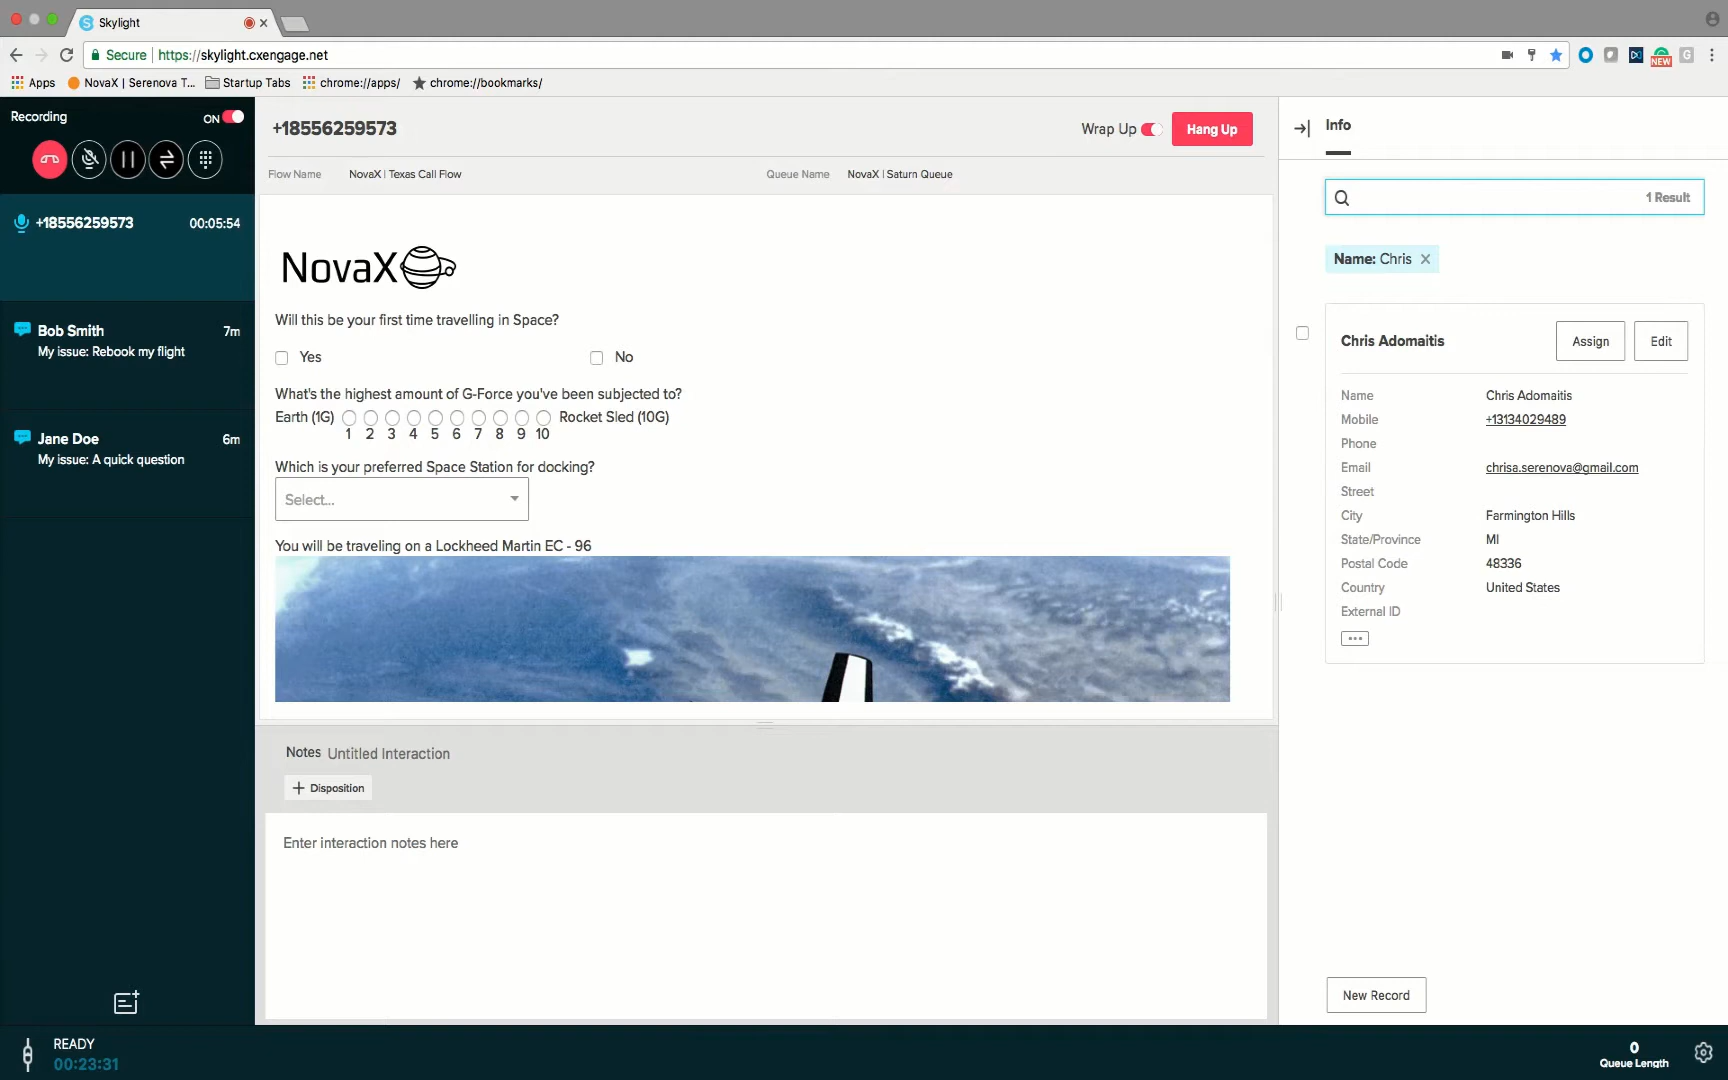 Skylight
Secure
https://skylight.cxengage.net
NEW
G
Apps
NovaX | Serenova T...
Startup Tabs
chrome://apps/
chrome://bookmarks/
Recording
ON
+18556259573
00:05:54
Bob Smith
7m
My issue: Rebook my flight
Jane Doe
6m
My issue: A quick question
READY
00:23:31
+18556259573
Wrap Up
Hang Up
Flow Name
NovaX | Texas Call Flow
Queue Name
NovaX | Saturn Queue
NovaX
Will this be your first time travelling in Space?
Yes
No
What's the highest amount of G-Force you've been subjected to?
Earth (1G)
Rocket Sled (10G)
1 2 3 4 5 6 7 8 9 10
Which is your preferred Space Station for docking?
Select...
You will be traveling on a Lockheed Martin EC - 96
Notes
Untitled Interaction
Disposition
Enter interaction notes here
Info
1 Result
Name: Chris
Chris Adomaitis
Assign
Edit
Name
Chris Adomaitis
Mobile
+13134029489
Phone
Email
chrisa.serenova@gmail.com
Street
City
Farmington Hills
State/Province
MI
Postal Code
48336
Country
United States
External ID
New Record
0
Queue Length